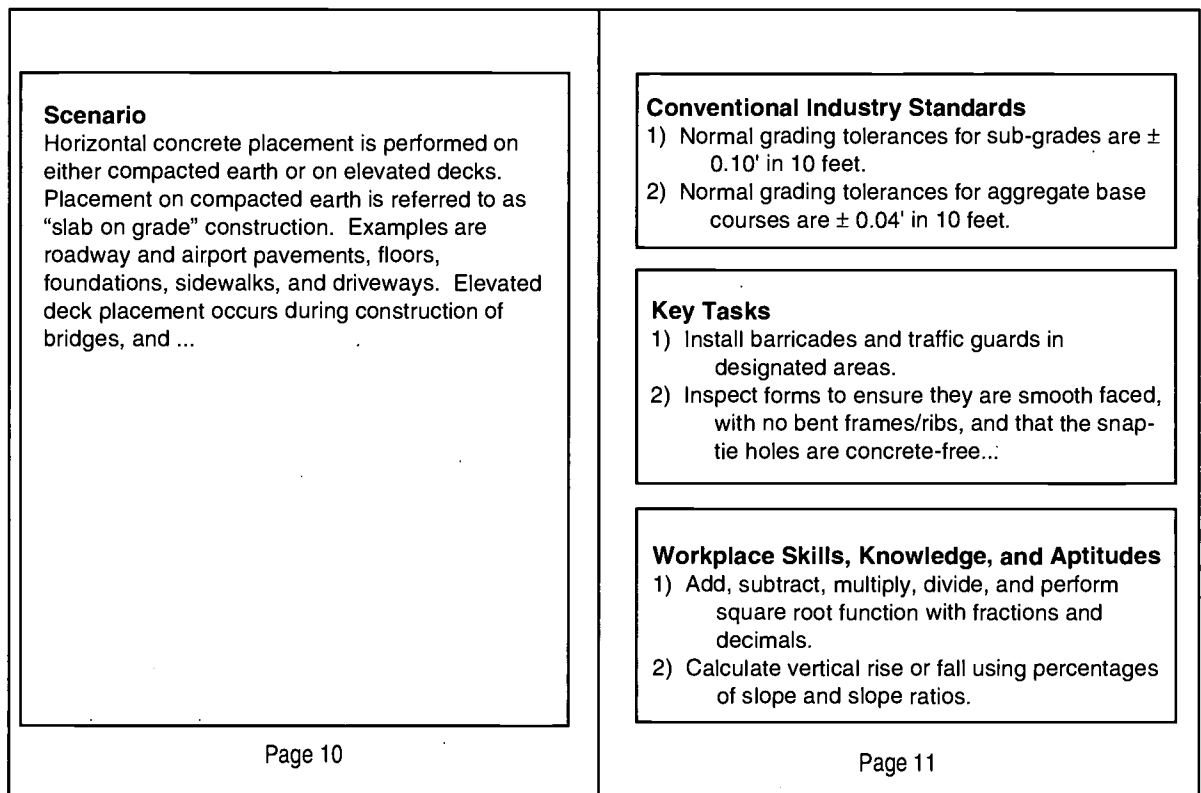 Scenario
Horizontal concrete placement is performed on
either compacted earth or on elevated decks.
Placement on compacted earth is referred to as
“slab on grade” construction. Examples are
roadway and airport pavements, floors,
foundations, sidewalks, and driveways. Elevated
deck placement occurs during construction of
bridges, and ...
Page 10
Conventional Industry Standards
1) Normal grading tolerances for sub-grades are ±
0.10' in 10 feet.
2) Normal grading tolerances for aggregate base
courses are ± 0.04' in 10 feet.
Key Tasks
1) Install barricades and traffic guards in
designated areas.
2) Inspect forms to ensure they are smooth faced,
with no bent frames/ribs, and that the snap-
tie holes are concrete-free...
Workplace Skills, Knowledge, and Aptitudes
1) Add, subtract, multiply, divide, and perform
square root function with fractions and
decimals.
2) Calculate vertical rise or fall using percentages
of slope and slope ratios.
Page 11